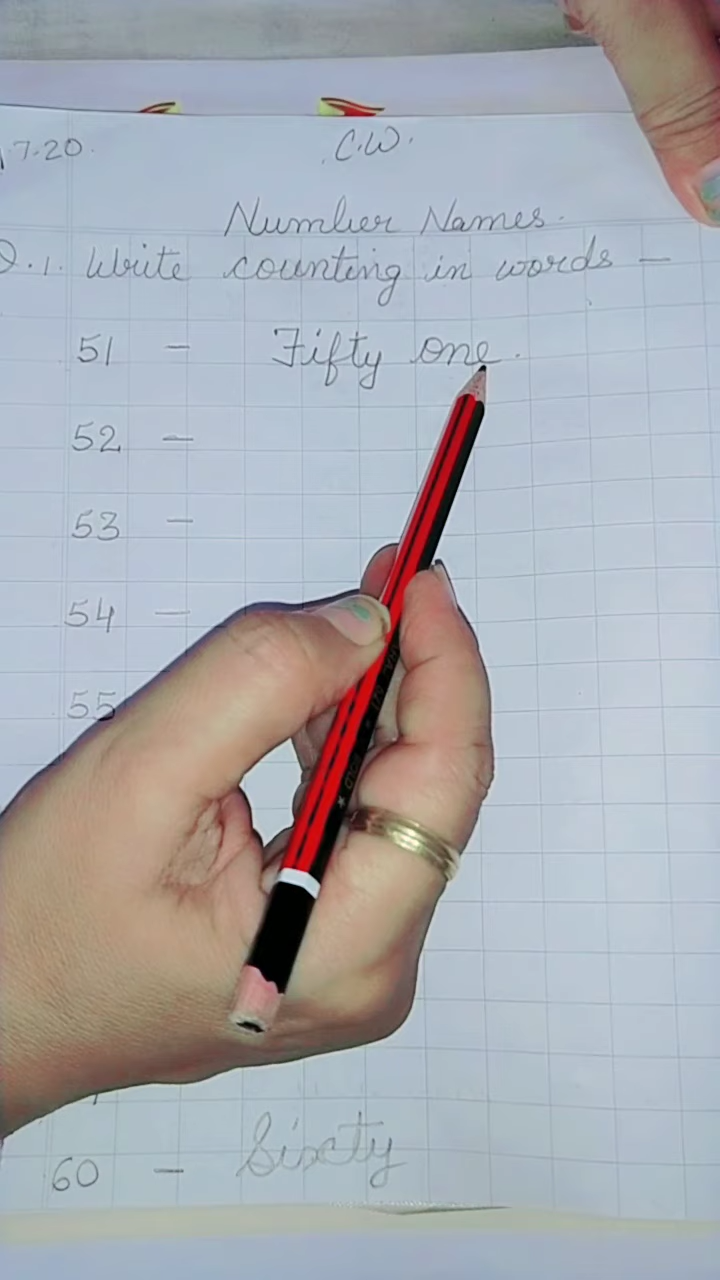 7.20. C.W.
Number Names.
Q.1. Write counting in words —
51 — Fifty one.
52 —
53 —
54 —
55
60 — Sixty